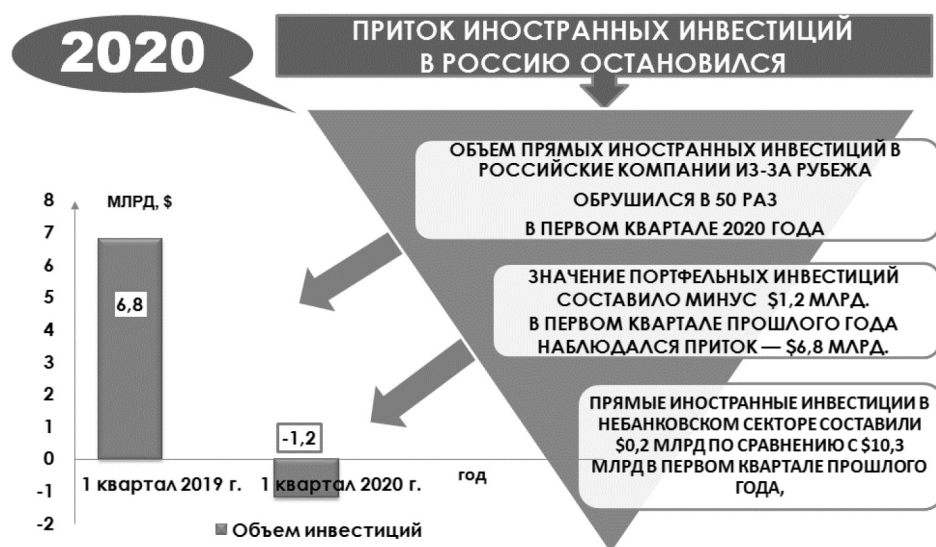 2020
ПРИТОК ИНОСТРАННЫХ ИНВЕСТИЦИЙ
В РОССИЮ ОСТАНОВИЛСЯ
ОБЪЕМ ПРЯМЫХ ИНОСТРАННЫХ ИНВЕСТИЦИЙ В
РОССИЙСКИЕ КОМПАНИИ ИЗ-ЗА РУБЕЖА
ОБРУШИЛСЯ В 50 РАЗ
В ПЕРВОМ КВАРТАЛЕ 2020 ГОДА
ЗНАЧЕНИЕ ПОРТФЕЛЬНЫХ ИНВЕСТИЦИЙ
СОСТАВИЛО МИНУС $1,2 МЛРД.
В ПЕРВОМ КВАРТАЛЕ ПРОШЛОГО ГОДА
НАБЛЮДАЛСЯ ПРИТОК — $6,8 МЛРД.
ПРЯМЫЕ ИНОСТРАННЫЕ ИНВЕСТИЦИИ В
НЕБАНКОВСКОМ СЕКТОРЕ СОСТАВИЛИ
$0,2 МЛРД ПО СРАВНЕНИЮ С $10,3
МЛРД В ПЕРВОМ КВАРТАЛЕ ПРОШЛОГО
ГОДА,
МЛРД, $
8
7
6
5
4
3
2
1
0
-1
-2
6,8
-1,2
1 квартал 2019 г.
1 квартал 2020 г.
год
Объем инвестиций